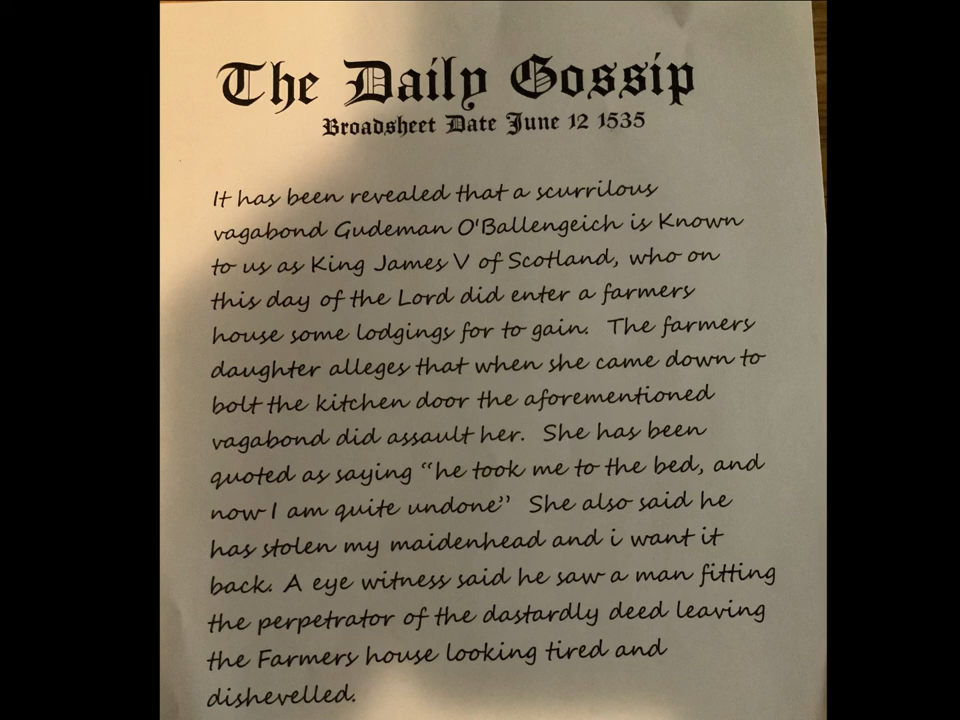 The Daily Gossip
Broadsheet Date June 12 1535
It has been revealed that a scurrilous
vagabond Gudeman O'Ballengeich is Known
to us as King James V of Scotland, who on
this day of the Lord did enter a farmers
house some lodgings for to gain. The farmers
daughter alleges that when she came down to
bolt the kitchen door the aforementioned
vagabond did assault her. She has been
quoted as saying “he took me to the bed, and
now I am quite undone” She also said he
has stolen my maidenhead and i want it
back. A eye witness said he saw a man fitting
the perpetrator of the dastardly deed leaving
the Farmers house looking tired and
dishevelled.